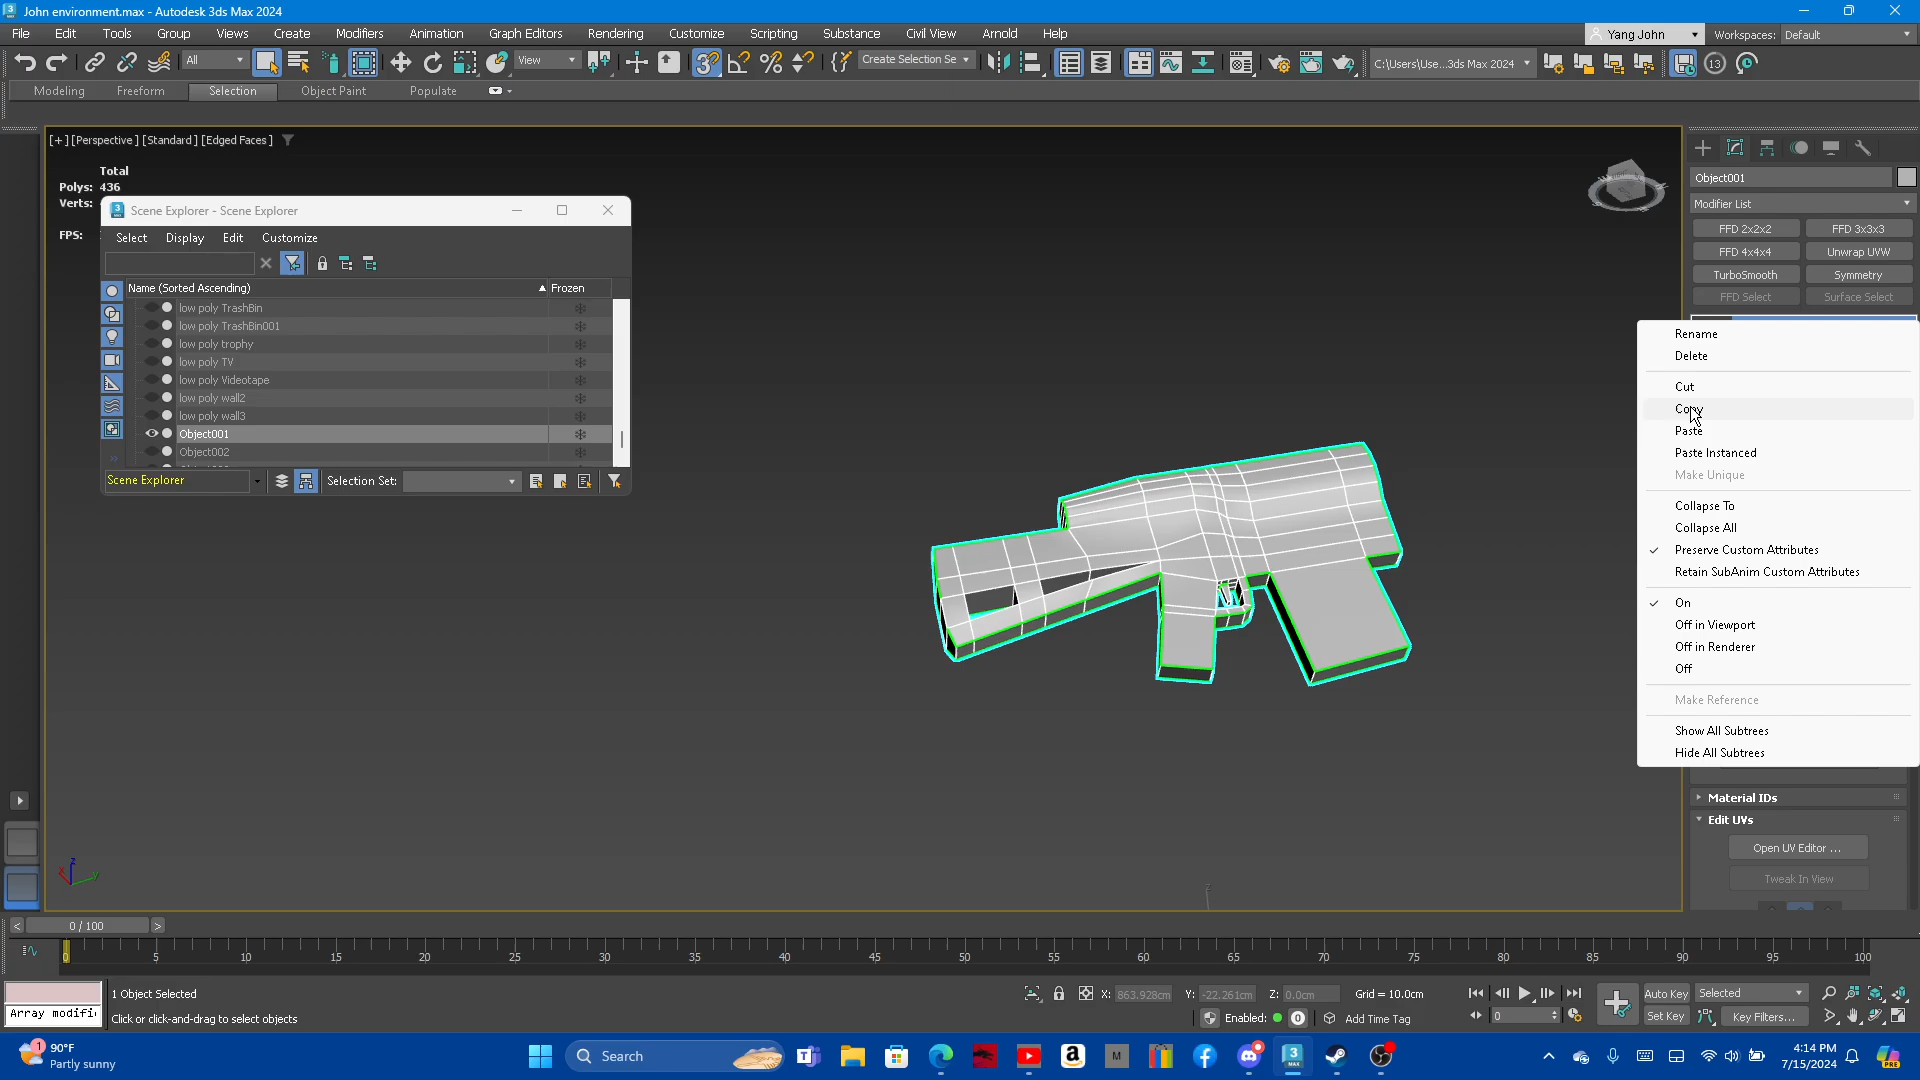 John environment.max - Autodesk 3ds Max 2024
File Edit Tools Group Views Create Modifiers Animation Graph Editors Rendering Customize Scripting Substance Civil View Arnold Help Yang John Workspaces: Default
All View Create Selection Se C:\Users\Use...3ds Max 2024 13
Modeling Freeform Selection Object Paint Populate
[+] [Perspective] [Standard] [Edged Faces]
Total
Polys: 436
Verts:
FPS:
Scene Explorer - Scene Explorer
Select Display Edit Customize
Name (Sorted Ascending) Frozen
low poly TrashBin
low poly TrashBin001
low poly trophy
low poly TV
low poly Videotape
low poly wall2
low poly wall3
Object001
Object002
Scene Explorer Selection Set:
Object001
Modifier List
FFD 2x2x2 FFD 3x3x3
FFD 4x4x4 Unwrap UVW
TurboSmooth Symmetry
FFD Select Surface Select
Rename
Delete
Cut
Copy
Paste
Paste Instanced
Make Unique
Collapse To
Collapse All
Preserve Custom Attributes
Retain SubAnim Custom Attributes
On
Off in Viewport
Off in Renderer
Off
Make Reference
Show All Subtrees
Hide All Subtrees
Material IDs
Edit UVs
Open UV Editor ...
Tweak In View
z
x y
< 0 / 100 >
0 5 10 15 20 25 30 35 40 45 50 55 60 65 70 75 80 85 90 95 100
1 Object Selected X: 863.928cm Y: -22.261cm Z: 0.0cm Grid = 10.0cm Auto Key Selected
Array modifi Click or click-and-drag to select objects Enabled: 0 Add Time Tag 0 Set Key Key Filters...
1 90°F
Partly sunny
Search
4:14 PM
7/15/2024